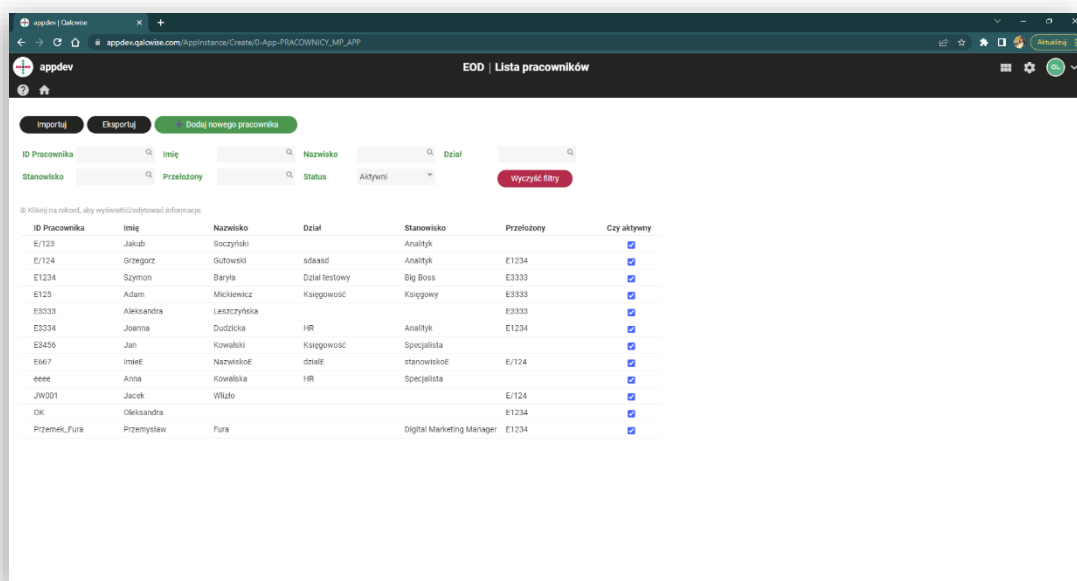 appdev | Qalcwise
appdev.qalcwise.com/AppInstance/Create/0-App-PRACOWNICY_MP_APP Aktualizuj
appdev EOD | Lista pracowników OL
Importuj Eksportuj + Dodaj nowego pracownika
ID Pracownika Imię Nazwisko Dział
Stanowisko Przełożony Status Aktywni Wyczyść filtry
Kliknij na rekord, aby wyświetlić/edytować informacje.
ID Pracownika Imię Nazwisko Dział Stanowisko Przełożony Czy aktywny
E/123 Jakub Soczyński Analityk
E/124 Grzegorz Gutowski sdaasd Analityk E1234
E1234 Szymon Baryła Dział testowy Big Boss E3333
E125 Adam Mickiewicz Księgowość Księgowy E3333
E3333 Aleksandra Leszczyńska E3333
E3334 Joanna Dudzicka HR Analityk E1234
E3456 Jan Kowalski Księgowość Specjalista
E667 ImieE NazwiskoE dzialE stanowiskoE E/124
eeee Anna Kowalska HR Specjalista
JW001 Jacek Wlizło E/124
OK Oleksandra E1234
Przemek_Fura Przemysław Fura Digital Marketing Manager E1234